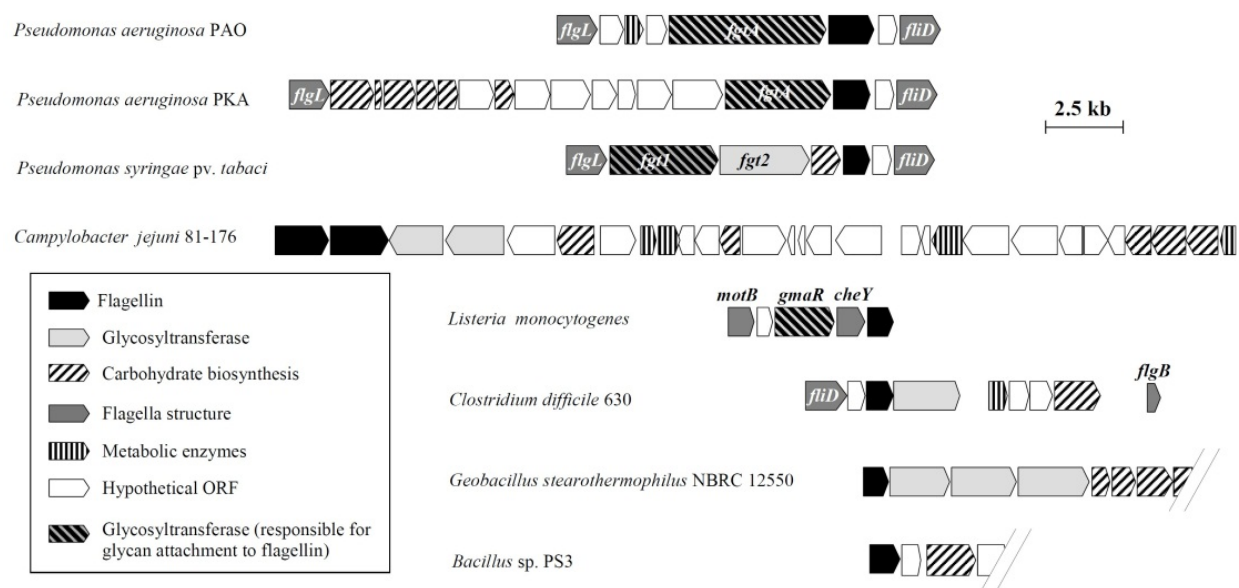 Pseudomonas aeruginosa PAO
flgL fgtA fliD
Pseudomonas aeruginosa PKA
flgL fgtA fliD
2.5 kb
Pseudomonas syringae pv. tabaci
flgL fgt1 fgt2 fliD
Campylobacter jejuni 81-176
Flagellin
Glycosyltransferase
Carbohydrate biosynthesis
Flagella structure
Metabolic enzymes
Hypothetical ORF
Glycosyltransferase (responsible for
glycan attachment to flagellin)
motB gmaR cheY
Listeria monocytogenes
flgB
Clostridium difficile 630
fliD
Geobacillus stearothermophilus NBRC 12550
Bacillus sp. PS3